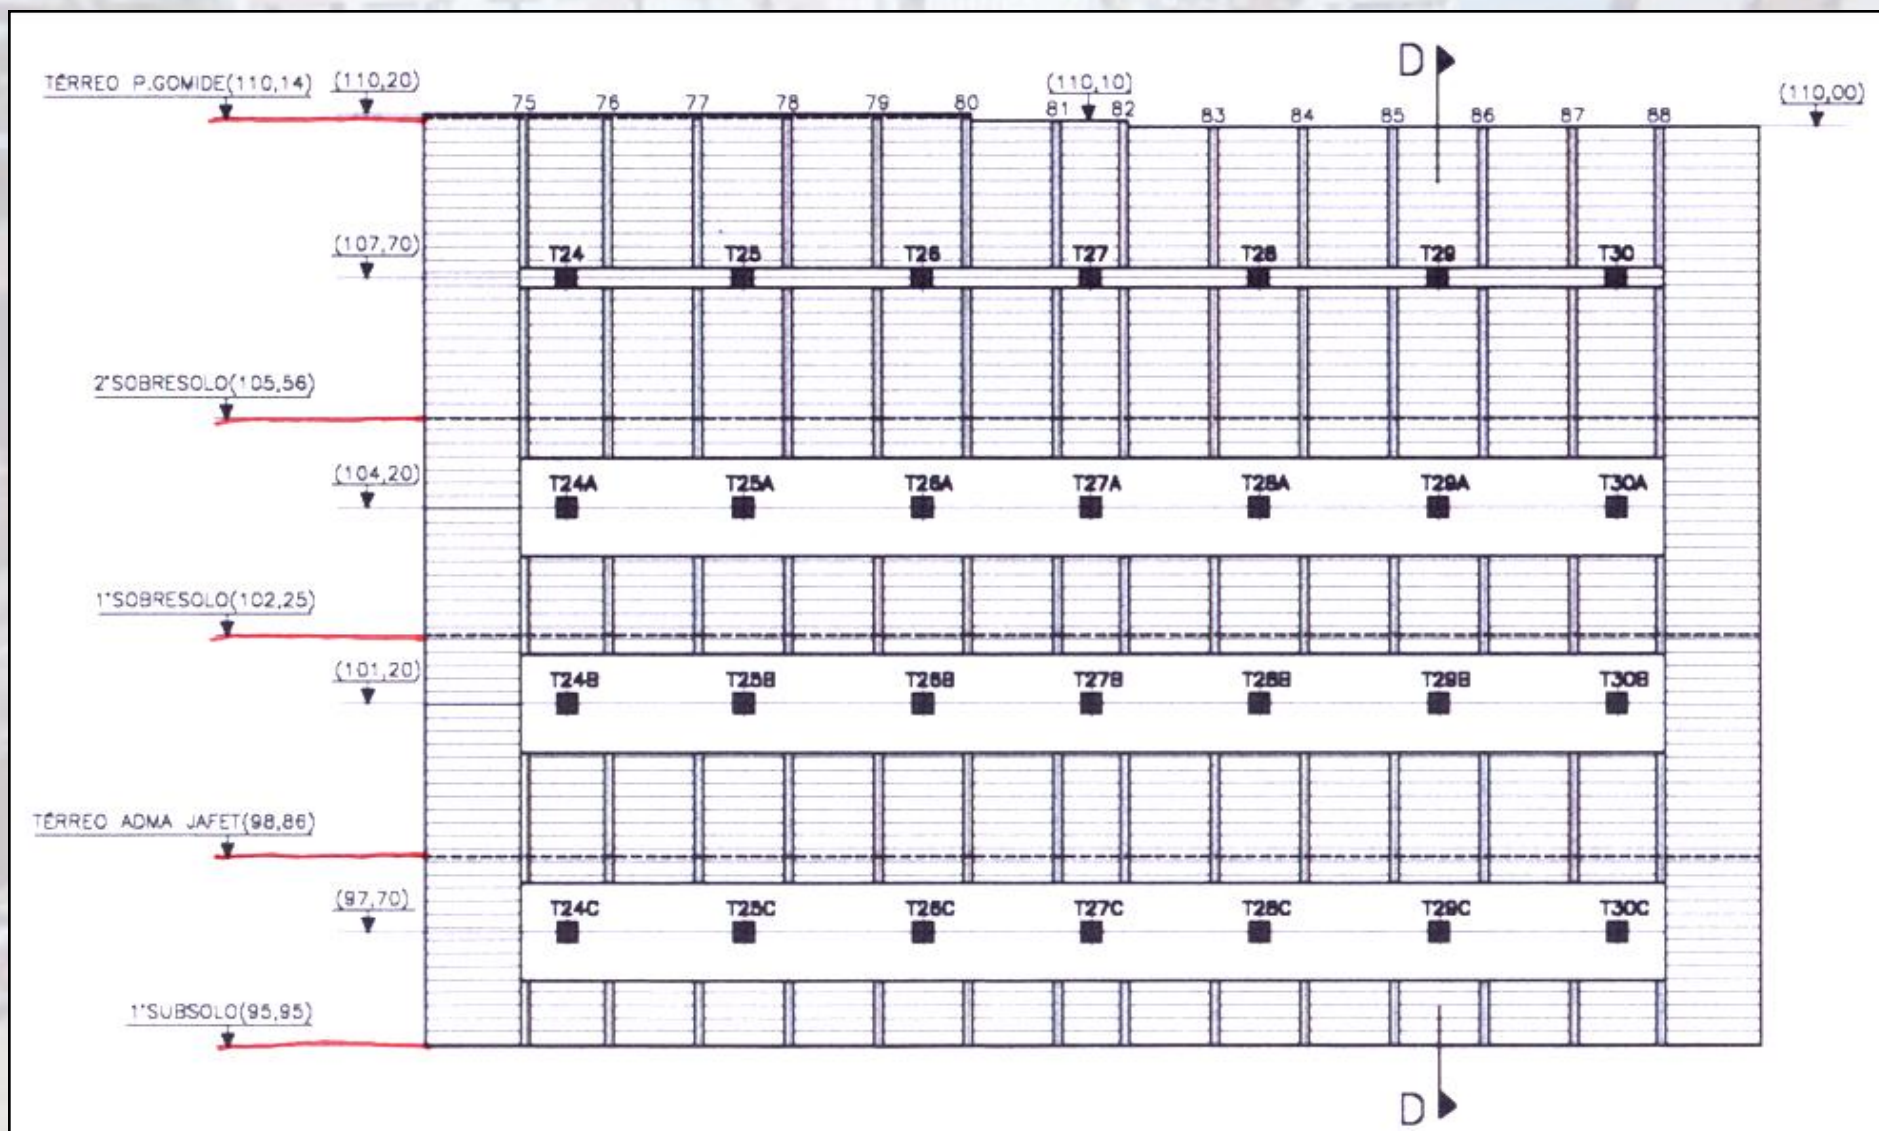 D
TÉRREO P.GOMIDE(110,14)
(110,20)
(110,10)
(110,00)
75 76 77 78 79 80 81 82 83 84 85 86 87 88
(107,70)
T24 T25 T26 T27 T28 T29 T30
2°SOBRESOLO(105,56)
(104,20)
T24A T25A T26A T27A T28A T29A T30A
1°SOBRESOLO(102,25)
(101,20)
T24B T25B T26B T27B T28B T29B T30B
TÉRREO ADMA JAFET(98,86)
(97,70)
T24C T25C T26C T27C T28C T29C T30C
1°SUBSOLO(95,95)
D